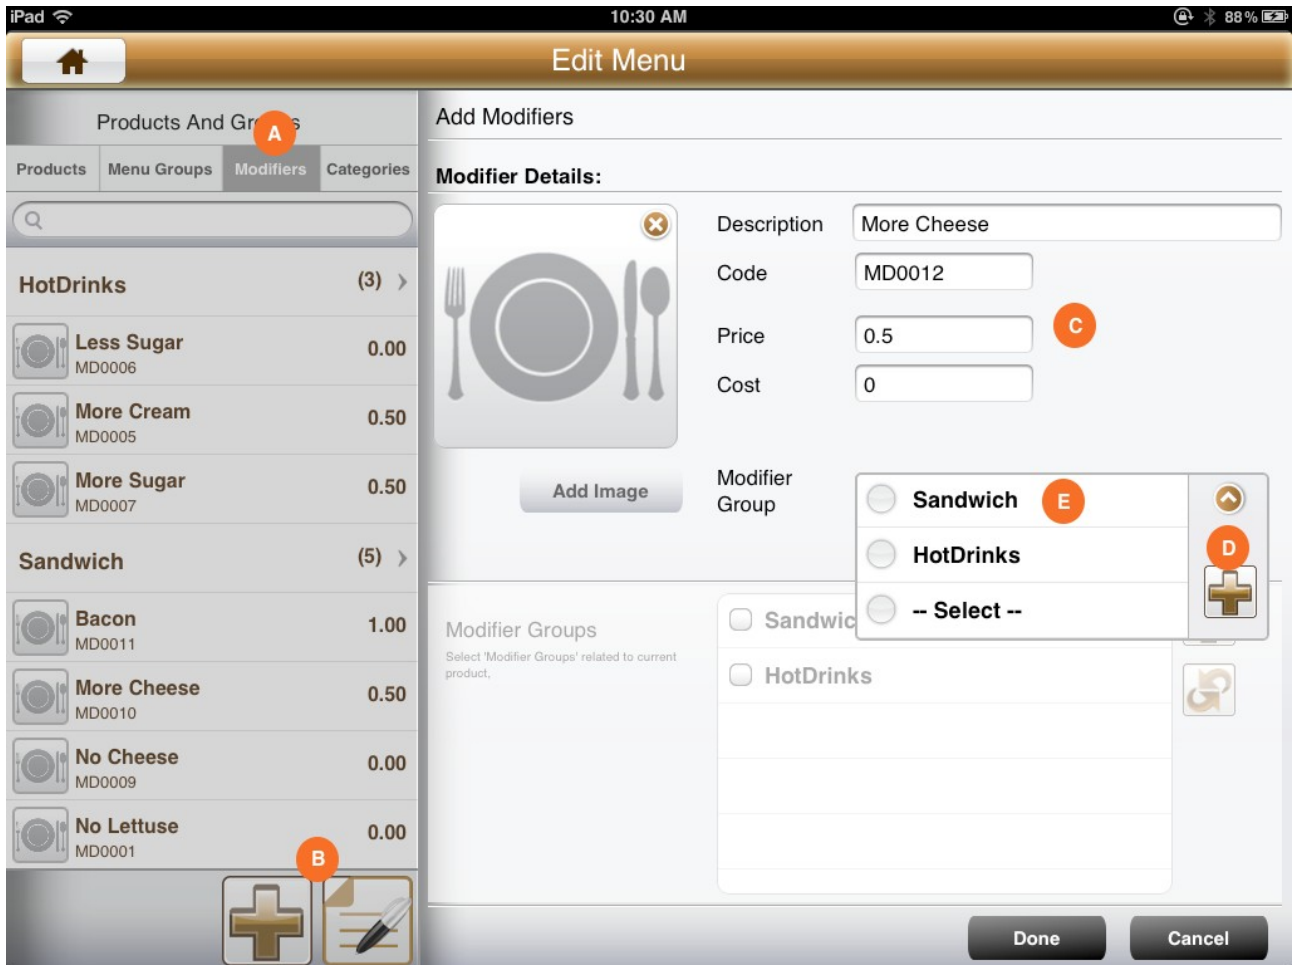 iPad 10:30 AM 88%
Edit Menu
Products And Gr s
A
Products Menu Groups Modifiers Categories
HotDrinks (3)
Less Sugar 0.00
MD0006
More Cream 0.50
MD0005
More Sugar 0.50
MD0007
Sandwich (5)
Bacon 1.00
MD0011
More Cheese 0.50
MD0010
No Cheese 0.00
MD0009
No Lettuse 0.00
MD0001
B
Add Modifiers
Modifier Details:
Description More Cheese
Code MD0012
Price 0.5 C
Cost 0
Add Image
Modifier
Group
Sandwich E
HotDrinks D
-- Select --
Modifier Groups
Select 'Modifier Groups' related to current
product,
Sandwic
HotDrinks
Done Cancel